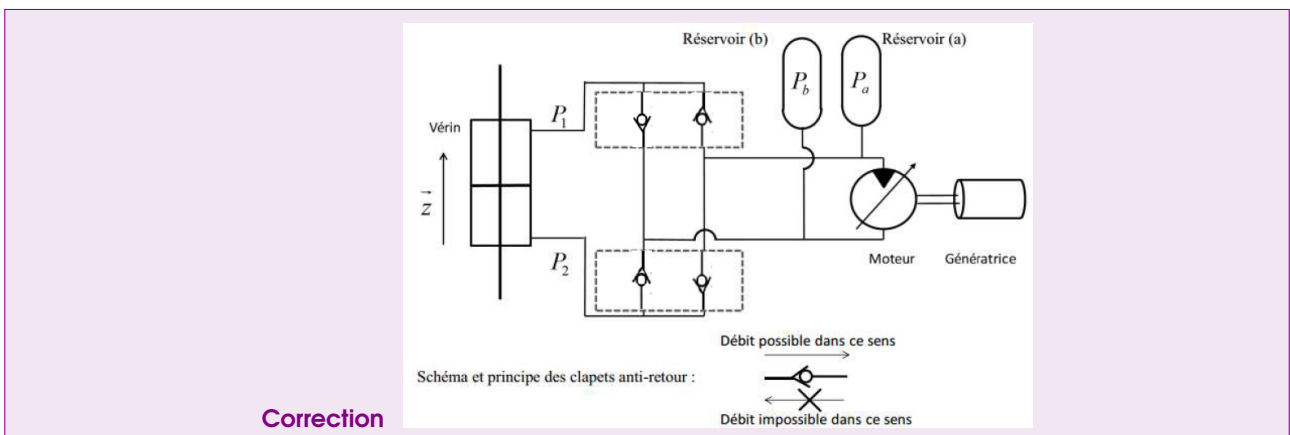 Réservoir (b) Réservoir (a)
P_b P_a
P_1
Vérin
z
P_2
Moteur Génératrice
Débit possible dans ce sens
Schéma et principe des clapets anti-retour :
Débit impossible dans ce sens
Correction